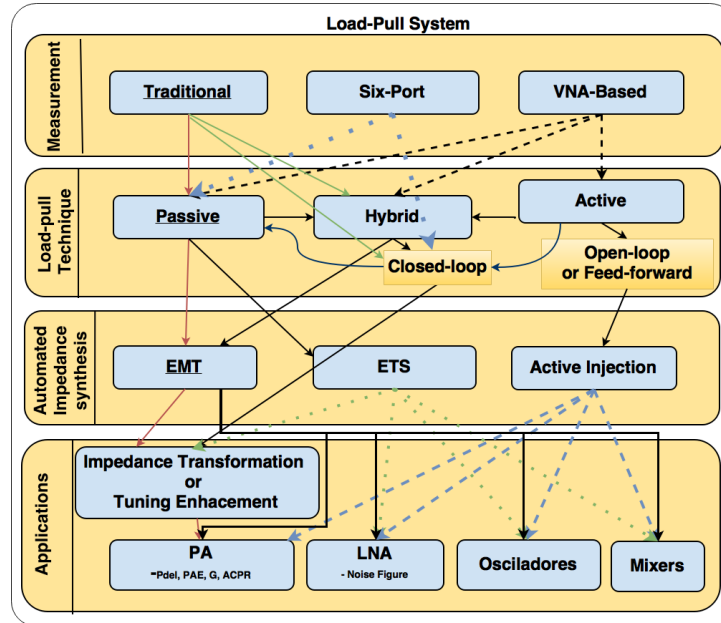 Load-Pull System
Measurement
Traditional
Six-Port
VNA-Based
Load-pull
Technique
Passive
Hybrid
Active
Closed-loop
Open-loop
or Feed-forward
Automated
Impedance
synthesis
EMT
ETS
Active Injection
Applications
Impedance Transformation
or
Tuning Enhacement
PA
-Pdel, PAE, G, ACPR
LNA
- Noise Figure
Osciladores
Mixers